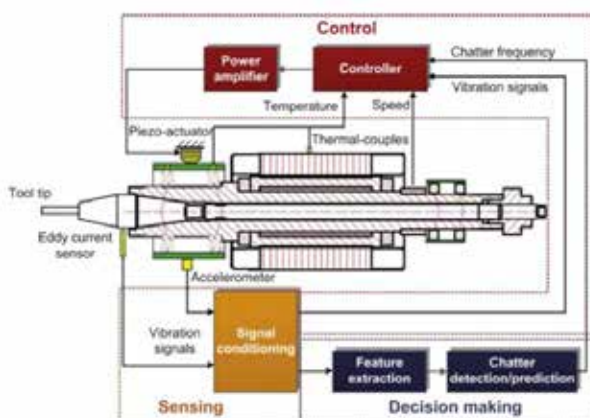 Control
Power
amplifier
Controller
Chatter frequency
Vibration signals
Temperature
Speed
Piezo-actuator
Thermal-couples
Tool tip
Eddy current
sensor
Accelerometer
Vibration
signals
Signal
conditioning
Feature
extraction
Chatter
detection/prediction
Sensing
Decision making